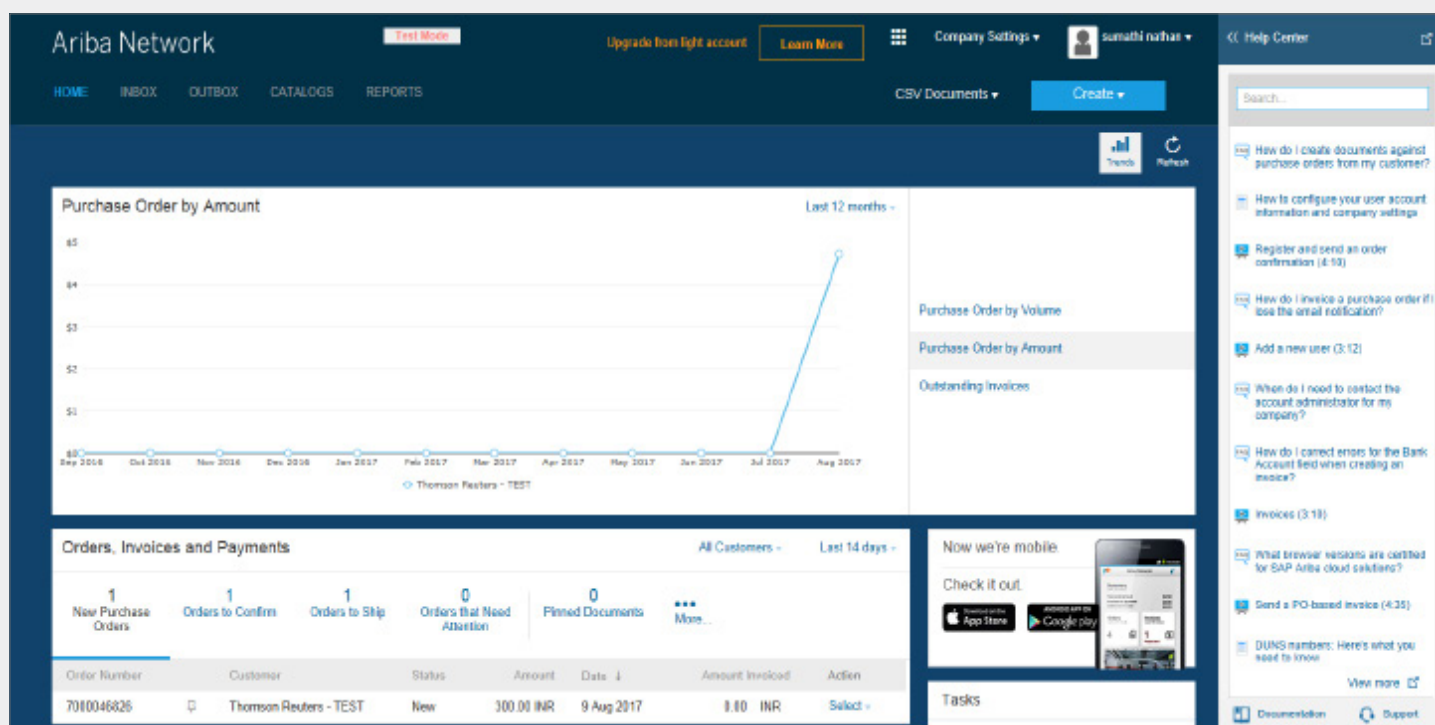 Ariba Network
Test Mode
Upgrade from light account
Learn More
Company Settings
sumathi nathan
HOME
INBOX
OUTBOX
CATALOGS
REPORTS
CSV Documents
Create
Trends
Refresh
Purchase Order by Amount
Last 12 months
$5
$4
$3
$2
$1
$0
Sep 2016
Oct 2016
Nov 2016
Dec 2016
Jan 2017
Feb 2017
Mar 2017
Apr 2017
May 2017
Jun 2017
Jul 2017
Aug 2017
Thomson Reuters - TEST
Purchase Order by Volume
Purchase Order by Amount
Outstanding Invoices
Orders, Invoices and Payments
All Customers
Last 14 days
1
New Purchase
Orders
1
Orders to Confirm
1
Orders to Ship
0
Orders that Need
Attention
0
Pinned Documents
More...
Order Number
Customer
Status
Amount
Date ↓
Amount Invoiced
Action
7000046826
Thomson Reuters - TEST
New
300.00 INR
9 Aug 2017
0.00 INR
Select
Now we're mobile.
Check it out.
Download on the
App Store
ANDROID APP ON
Google play
Tasks
<< Help Center
Search...
How do I create documents against
purchase orders from my customer?
How to configure your user account
information and company settings
Register and send an order
confirmation (4:10)
How do I invoice a purchase order if I
lose the email notification?
Add a new user (3:12)
When do I need to contact the
account administrator for my
company?
How do I correct errors for the Bank
Account field when creating an
invoice?
Invoices (3:10)
What browser versions are certified
for SAP Ariba cloud solutions?
Send a PO-based invoice (4:35)
DUNS numbers: Here's what you
need to know
View more
Documentation
Support